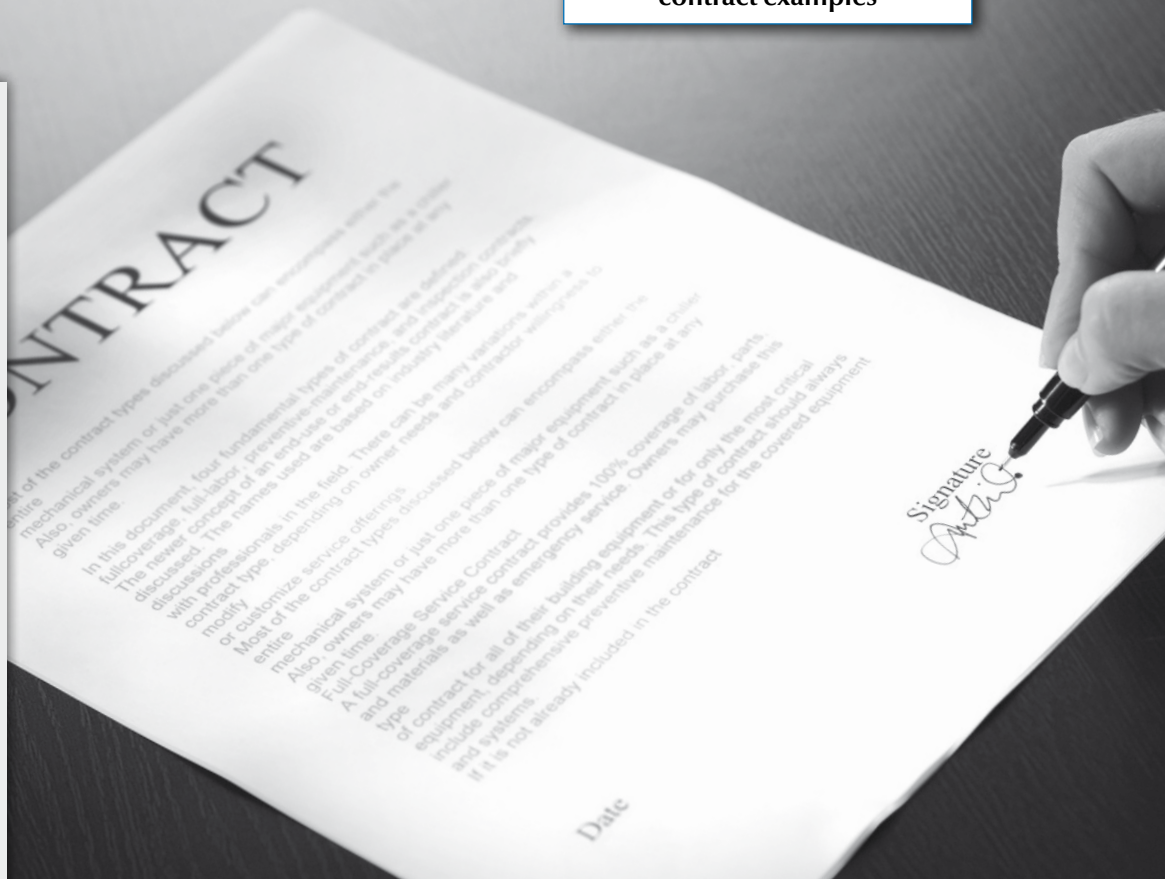 contract examples
ONTRACT
of the contract types discussed below can encompass either the
entire
mechanical system or just one piece of major equipment such as a chiller
Also, owners may have more than one type of contract in place at any
given time.
In this document, four fundamental types of contract are defined
fullcoverage, full-labor, preventive-maintenance, and inspection contracts.
The newer concept of an end-use or end-results contract is also briefly
discussed. The names used are based on industry literature and
discussions
with professionals in the field. There can be many variations within a
contract type, depending on owner needs and contractor willingness to
modify
or customize service offerings
Most of the contract types discussed below can encompass either the
entire
mechanical system or just one piece of major equipment such as a chiller
Also, owners may have more than one type of contract in place at any
given time.
Full-Coverage Service Contract
A full-coverage service contract provides 100% coverage of labor, parts,
and materials as well as emergency service. Owners may purchase this
type
of contract for all of their building equipment or for only the most critical
equipment, depending on their needs. This type of contract should always
include comprehensive preventive maintenance for the covered equipment
and systems.
If it is not already included in the contract
Signature
Date